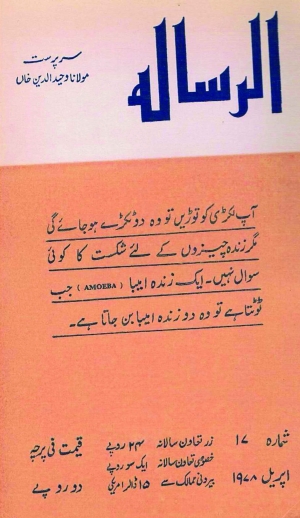 الرسالہ
سرپرست
مولانا وحید الدین خاں
آپ لکڑی کو توڑیں تو وہ دو ٹکڑے ہو جائے گی
مگر زندہ چیزوں کے لئے شکست کا کوئی
سوال نہیں۔ ایک زندہ امیبا (AMOEBA) جب
ٹوٹتا ہے تو وہ دو زندہ امیبا بن جاتا ہے۔
شمارہ ۱۷ زر تعاون سالانہ ۲۴ روپے قیمت فی پرچہ
خصوصی تعاون سالانہ ایک سو روپے
اپریل ۱۹۷۸ بیرونی ممالک سے ۱۵ ڈالر امریکی دو روپے